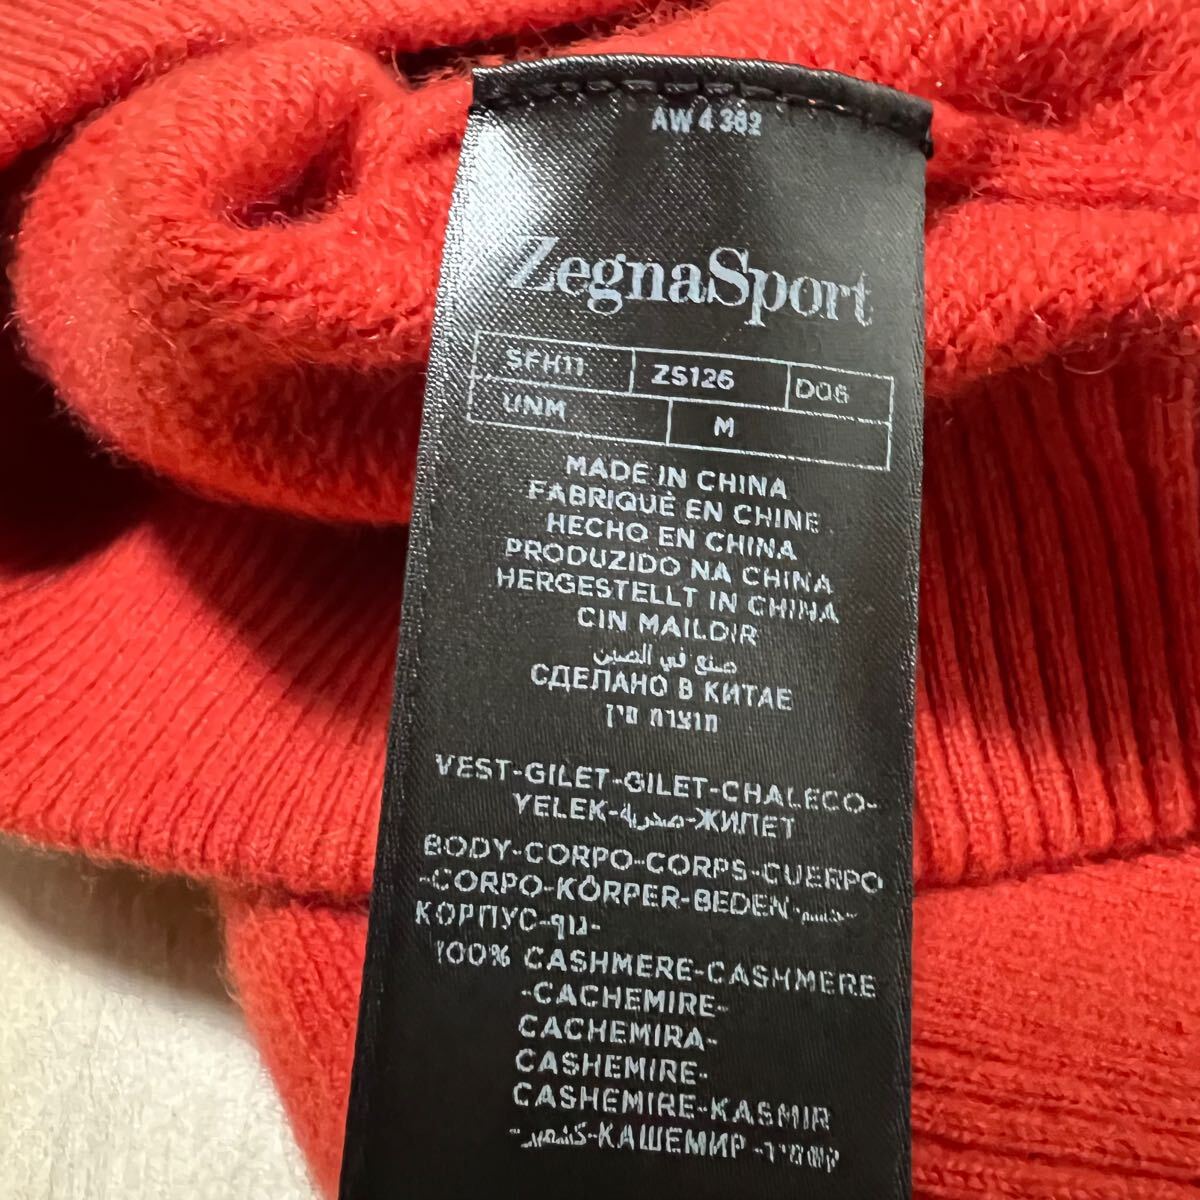 AW 4 382
ZegnaSport
SFH11 ZS126 D06
UNM M
MADE IN CHINA
FABRIQUÈ EN CHINE
HECHO EN CHINA
PRODUZIDO NA CHINA
HERGESTELLT IN CHINA
CIN MAILDIR
صنع في الصين
СДЕЛАНО В КИТАЕ
תוצרת סין
VEST-GILET-GILET-CHALECO-
YELEK-صدرية-ЖИЛЕТ
BODY-CORPO-CORPS-CUERPO
-CORPO-KÖRPER-BEDEN-جسم-
КОРПУС-גוף-
100% CASHMERE-CASHMERE
-CACHEMIRE-
CACHEMIRA-
CASHEMIRE-
CASHEMIRE-KASMIR
-كشمير-КАШЕМИР-קשמיר